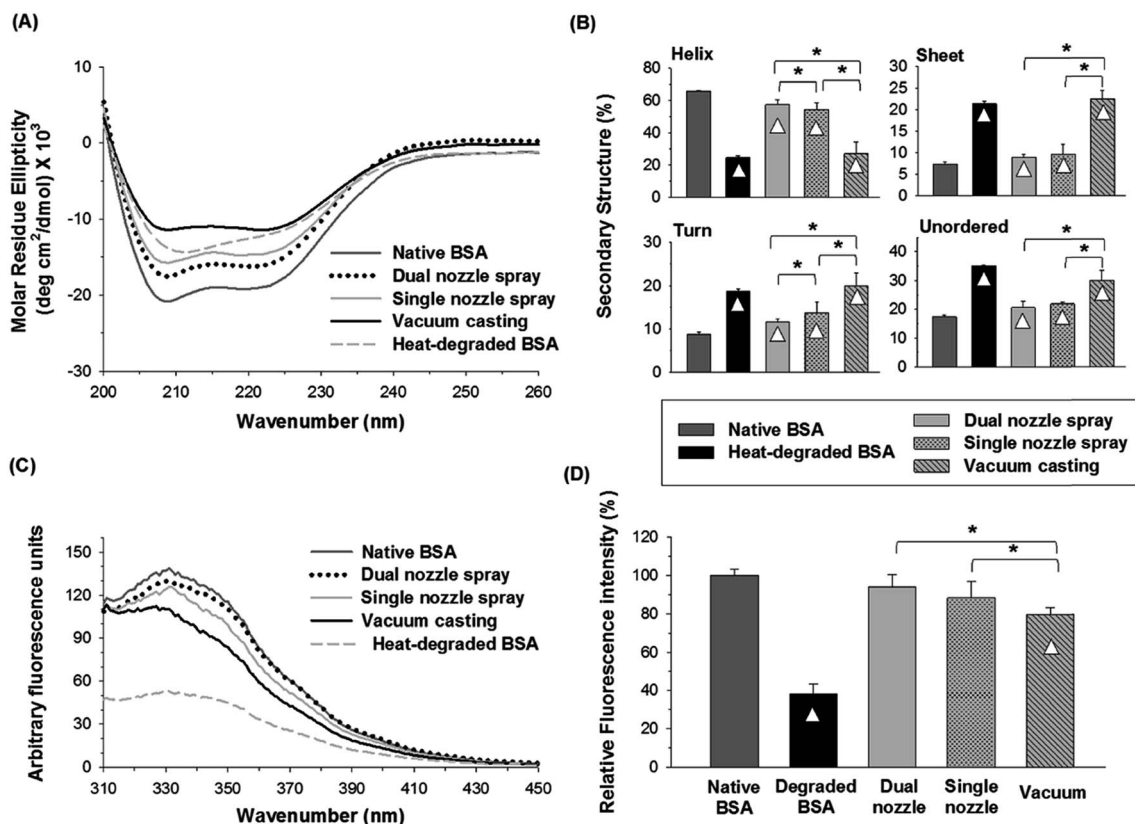 (A)
Molar Residue Ellipticity
(deg cm²/dmol) X 10³
10
0
-10
-20
-30
200 210 220 230 240 250 260
Wavenumber (nm)
Native BSA
Dual nozzle spray
Single nozzle spray
Vacuum casting
Heat-degraded BSA
(B)
Secondary Structure (%)
Helix
80
60
40
20
0
* * *
Sheet
30
25
20
15
10
5
0
* *
Turn
30
20
10
0
* * *
Unordered
50
40
30
20
10
0
* *
Native BSA
Heat-degraded BSA
Dual nozzle spray
Single nozzle spray
Vacuum casting
(C)
Arbitrary fluorescence units
150
120
90
60
30
0
310 330 350 370 390 410 430 450
Wavenumber (nm)
Native BSA
Dual nozzle spray
Single nozzle spray
Vacuum casting
Heat-degraded BSA
(D)
Relative Fluorescence Intensity (%)
120
100
80
60
40
20
0
* *
Native
BSA
Degraded
BSA
Dual
nozzle
Single
nozzle
Vacuum